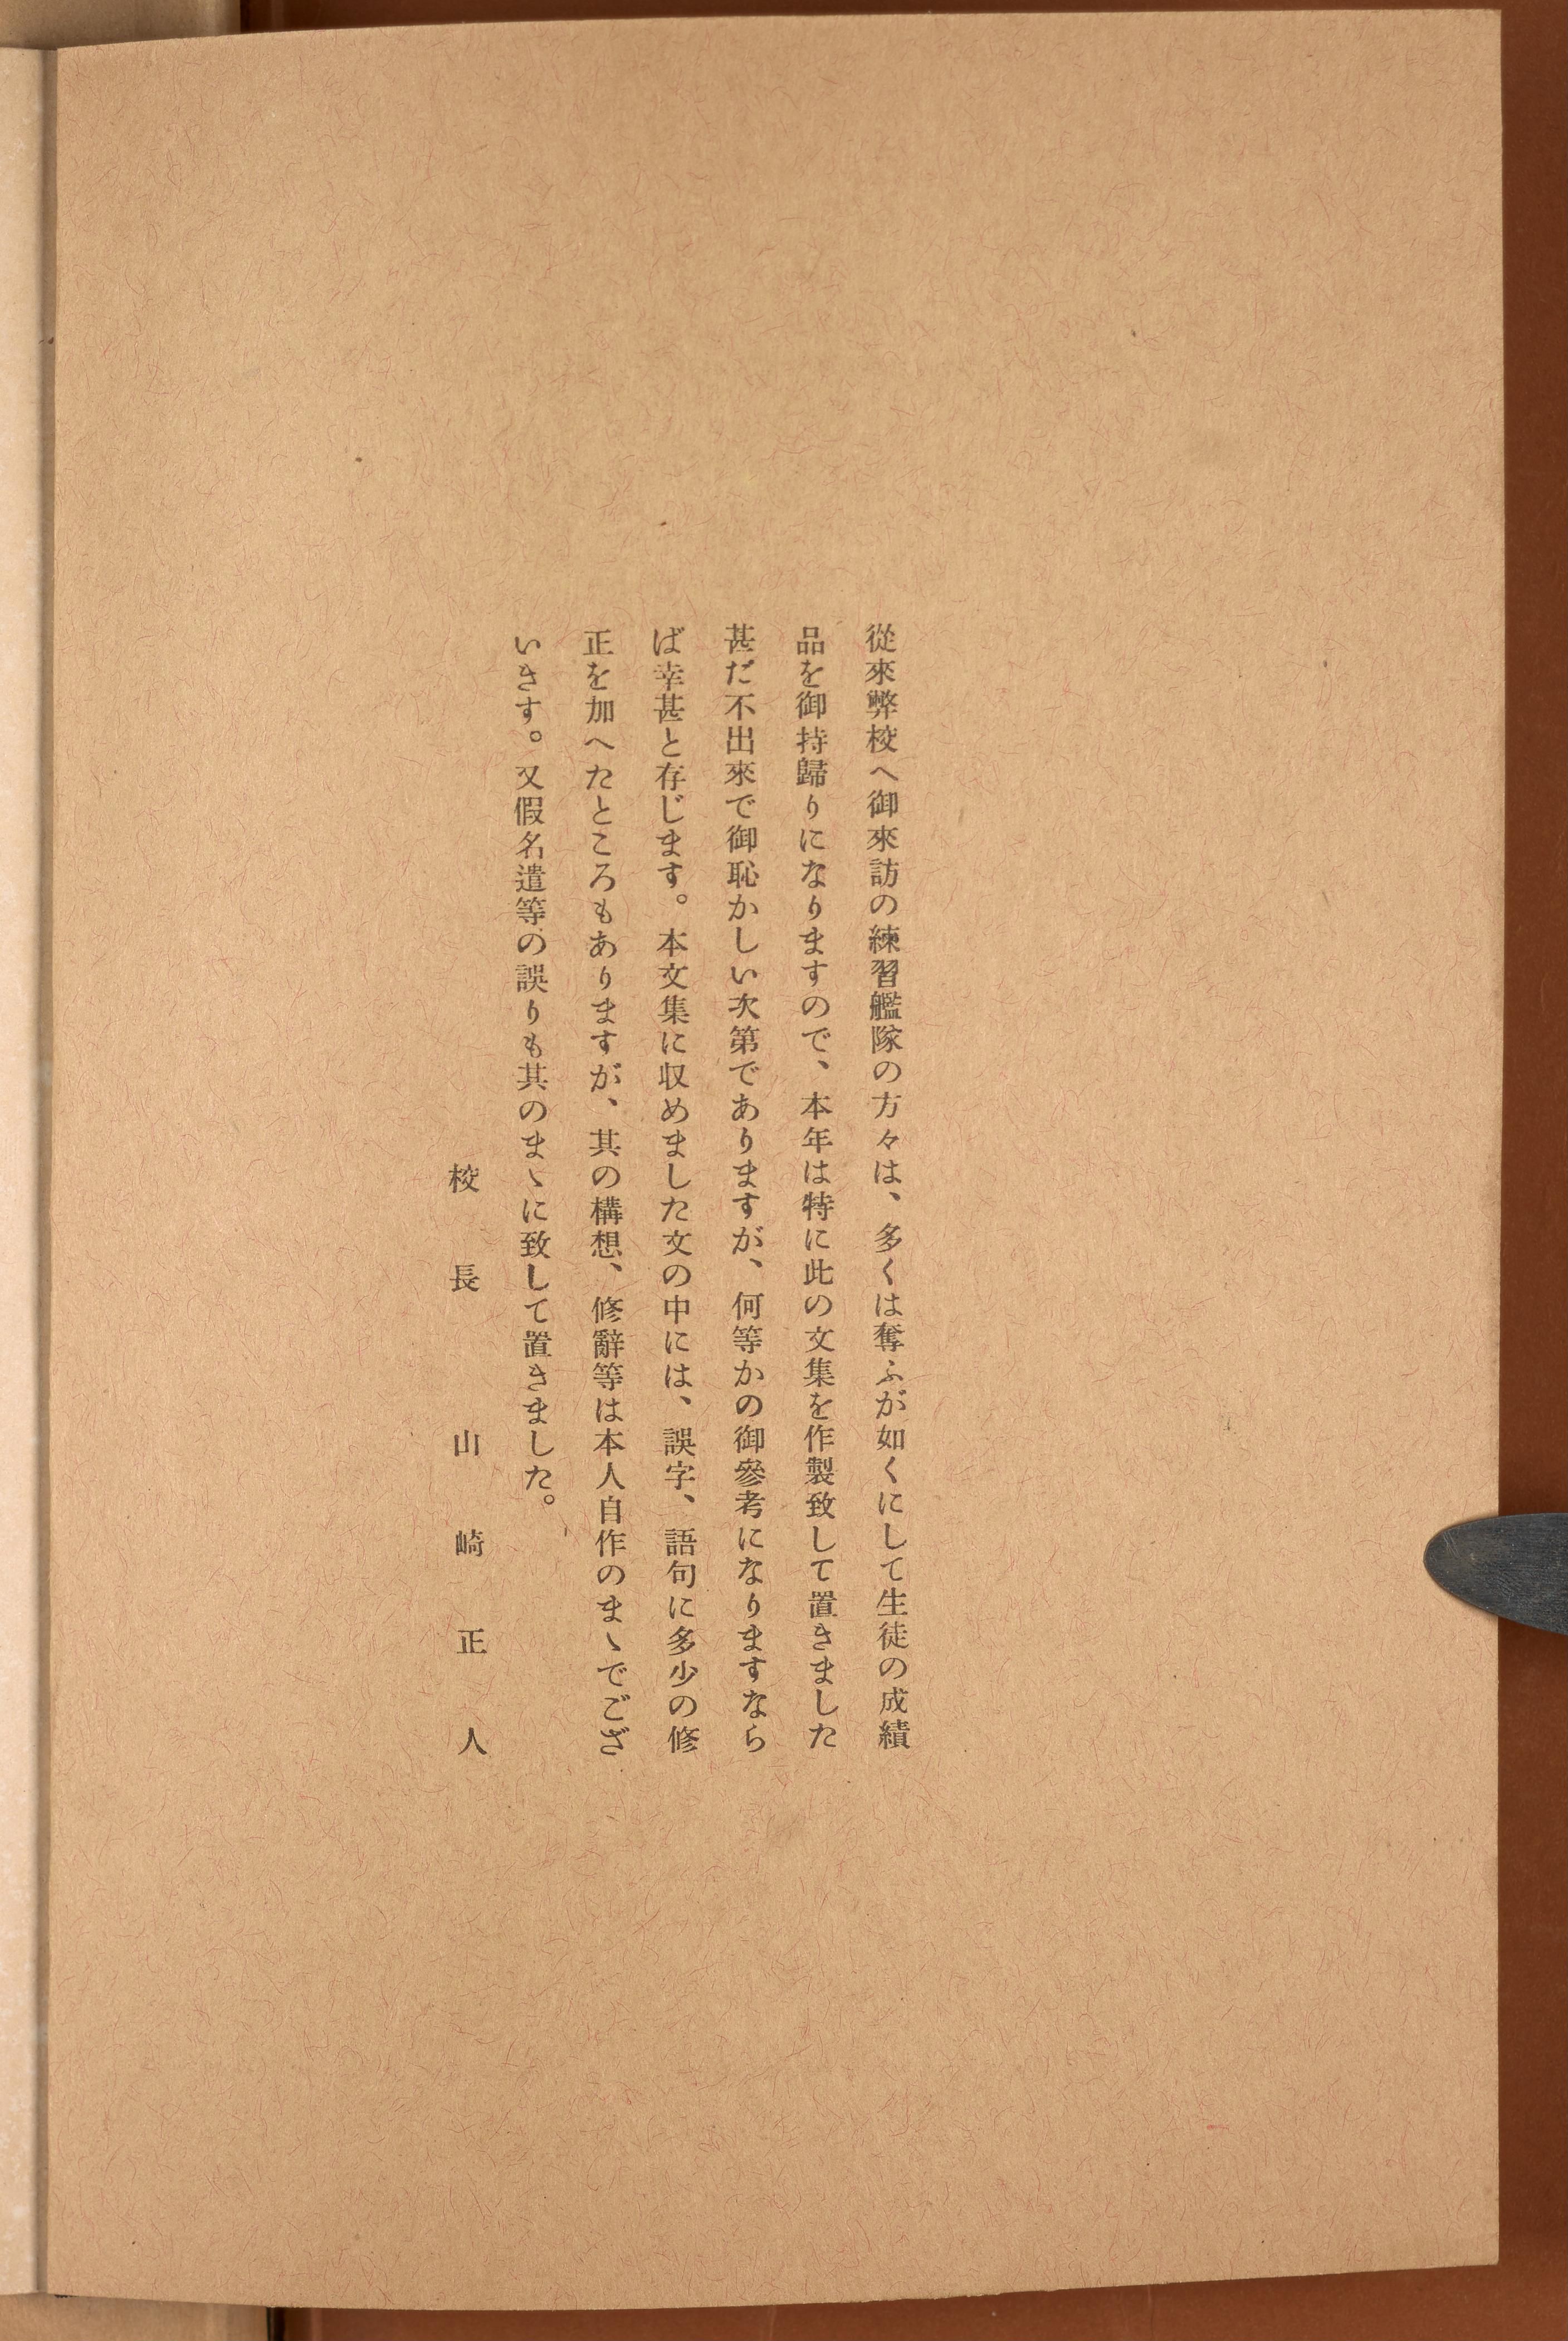 從來弊校へ御來訪の練習艦隊の方々は、多くは奪ふが如くにして生徒の成績
品を御持歸りになりますので、本年は特に此の文集を作製致して置きました
甚だ不出來で御恥かしい次第でありますが、何等かの御參考になりますなら
ば幸甚と存じます。本文集に収めました文の中には、誤字、語句に多少の修
正を加へたところもありますが、其の構想、修辭等は本人自作のまゝでござ
いきす。又假名遣等の誤りも其のまゝに致して置きました。
校長 山崎正人